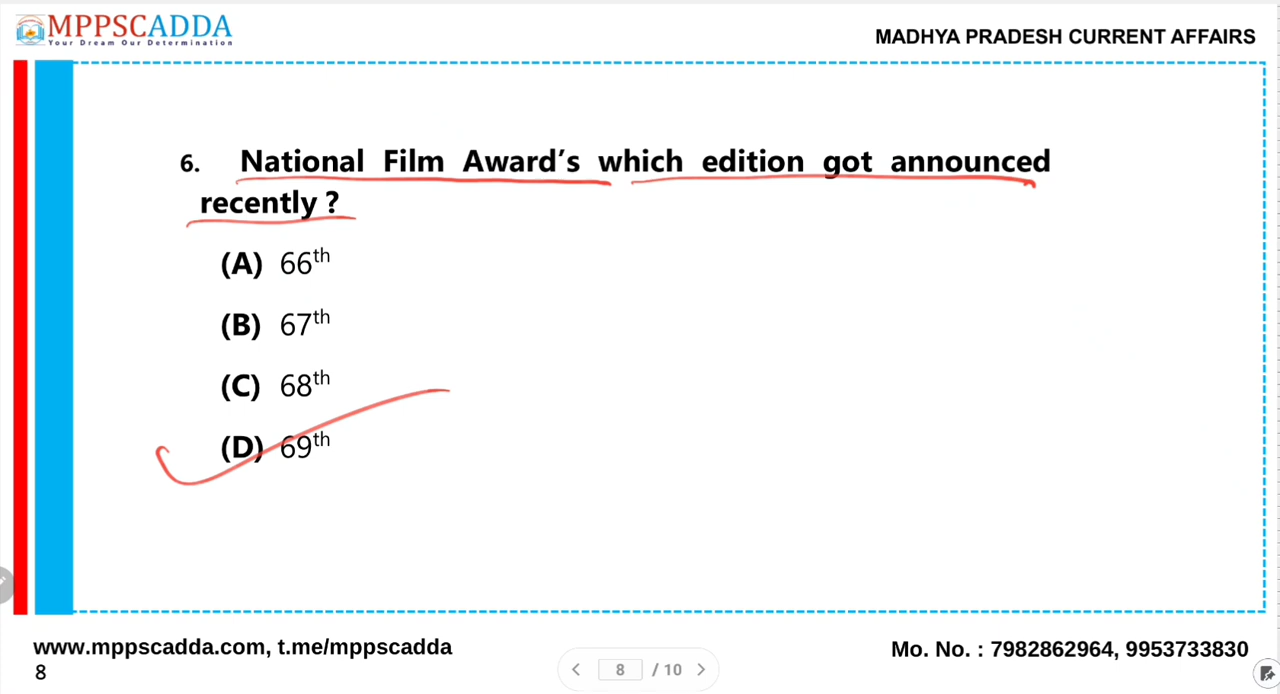 MPPSCADDA
Your Dream Our Determination
MADHYA PRADESH CURRENT AFFAIRS
6. National Film Award's which edition got announced
recently ?
(A) 66th
(B) 67th
(C) 68th
(D) 69th
www.mppscadda.com, t.me/mppscadda
Mo. No. : 7982862964, 9953733830
8
8 / 10